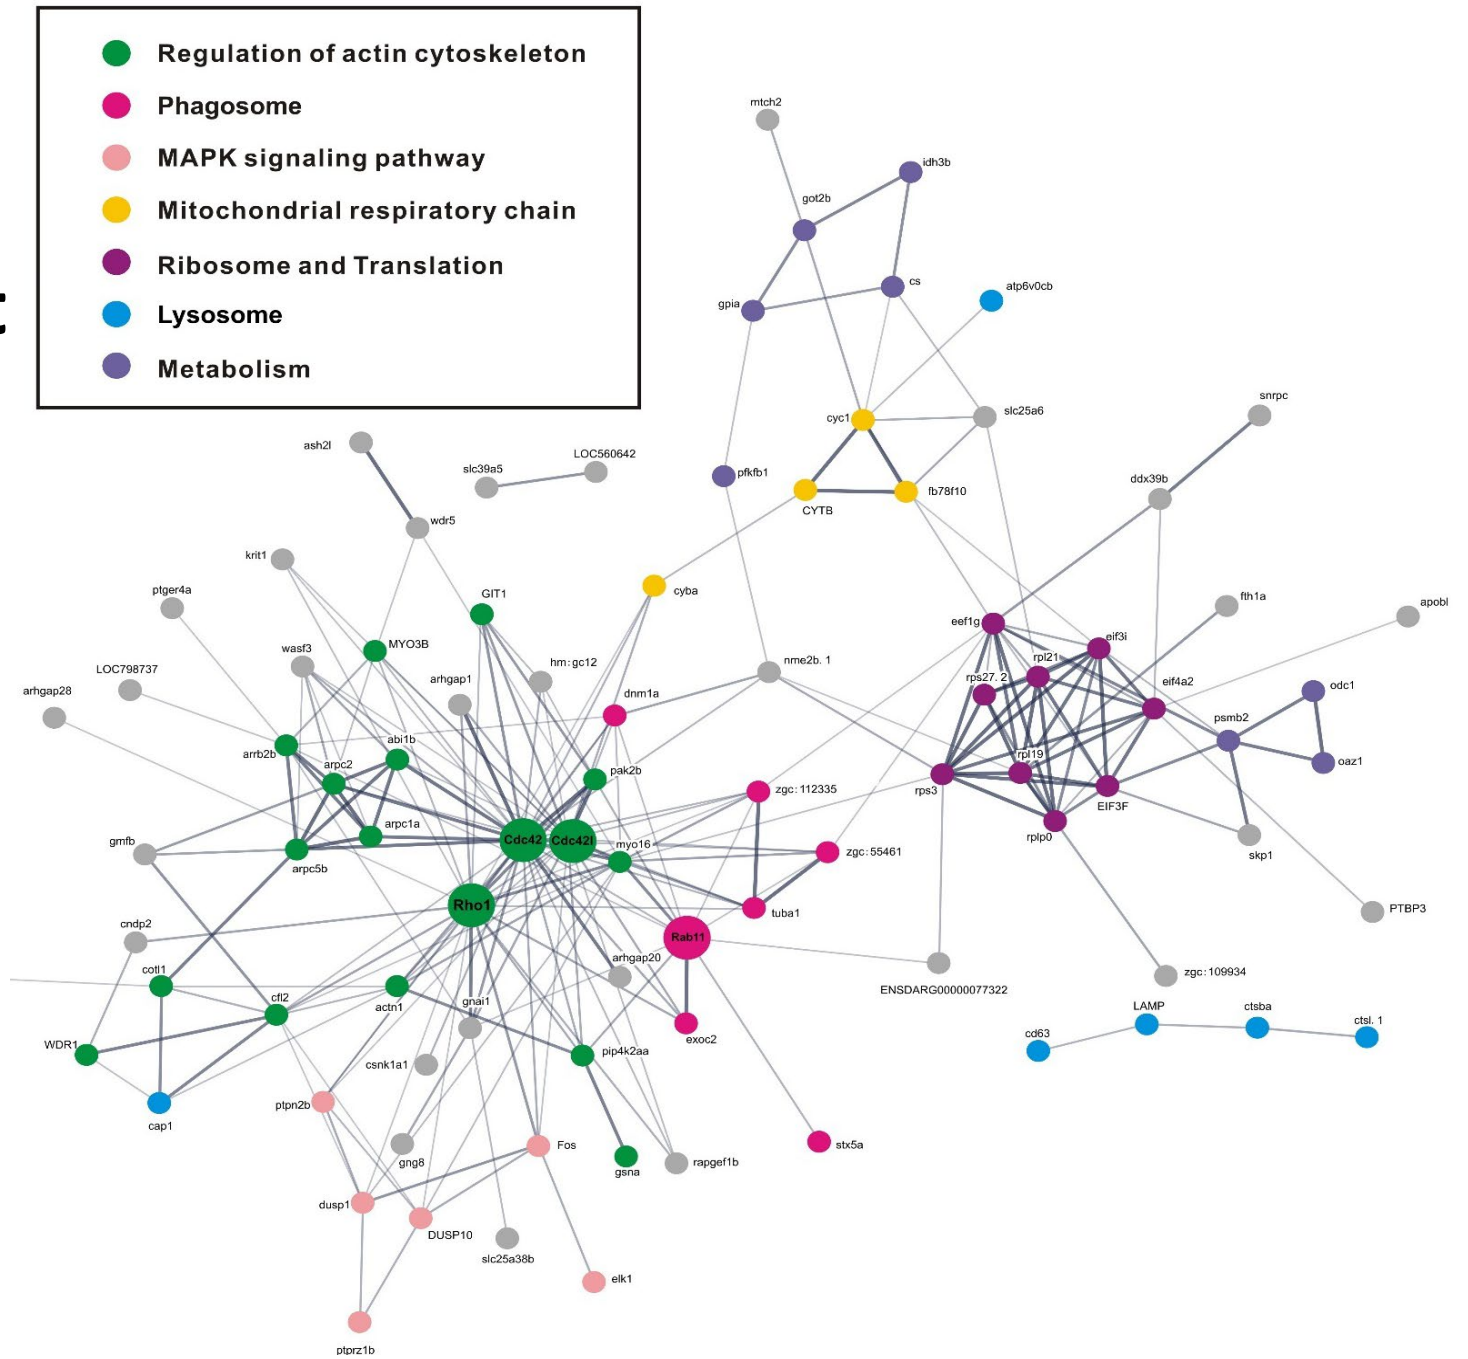 Regulation of actin cytoskeleton
Phagosome
MAPK signaling pathway
Mitochondrial respiratory chain
Ribosome and Translation
Lysosome
Metabolism
mtch2
idh3b
got2b
cs
atp6v0cb
gpia
cyc1
slc25a6
snrpc
ash2l
slc39a5
LOC560642
pfkfb1
CYTB
fb78f10
ddx39b
wdr5
krit1
ptger4a
GIT1
cyba
fth1a
apobl
eef1g
eif3i
MYO3B
wasf3
LOC798737
arhgap28
arhgap1
hm:gc12
dnm1a
nme2b. 1
rpl21
rps27. 2
eif4a2
odc1
psmb2
oaz1
arrb2b
abi1b
arpc2
pak2b
zgc:112335
rpl19
rps3
EIF3F
rplp0
skp1
arpc1a
gmfb
arpc5b
Cdc42
Cdc42l
myo16
zgc:55461
Rho1
tuba1
PTBP3
cndp2
Rab11
cotl1
arhgap20
cfl2
actn1
gnai1
ENSDARG00000077322
zgc:109934
WDR1
csnk1a1
pip4k2aa
exoc2
cd63
LAMP
ctsba
ctsl. 1
cap1
ptpn2b
gng8
Fos
gsna
rapgef1b
stx5a
dusp1
DUSP10
slc25a38b
elk1
ptprz1b